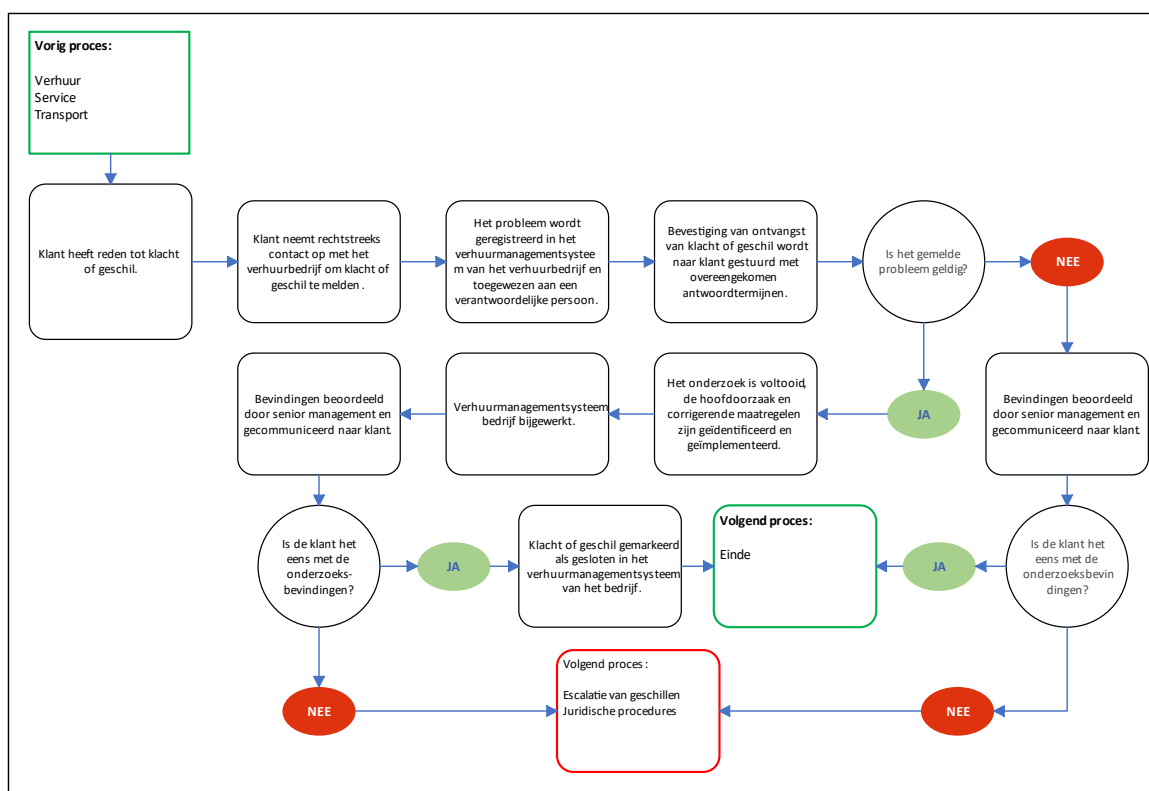 Vorig proces:
Verhuur
Service
Transport
Klant heeft reden tot klacht
of geschil.
Klant neemt rechtstreeks
contact op met het
verhuurbedrijf om klacht of
geschil te melden.
Het probleem wordt
geregistreerd in het
verhuurmanagementsystee
m van het verhuurbedrijf en
toegewezen aan een
verantwoordelijke persoon.
Bevestiging van ontvangst
van klacht of geschil wordt
naar klant gestuurd met
overeengekomen
antwoordtermijnen.
Is het gemelde
probleem geldig?
NEE
Bevindingen beoordeeld
door senior management en
gecommuniceerd naar klant.
Verhuurmanagementsysteem
bedrijf bijgewerkt.
Het onderzoek is voltooid,
de hoofdoorzaak en
corrigerende maatregelen
zijn geïdentificeerd en
geïmplementeerd.
JA
Bevindingen beoordeeld
door senior management en
gecommuniceerd naar klant.
Is de klant het
eens met de
onderzoeks-
bevindingen?
JA
Klacht of geschil gemarkeerd
als gesloten in het
verhuurmanagementsysteem
van het bedrijf.
Volgend proces:
Einde
JA
Is de klant het
eens met de
onderzoeksbevin
dingen?
NEE
Volgend proces:
Escalatie van geschillen
Juridische procedures
NEE